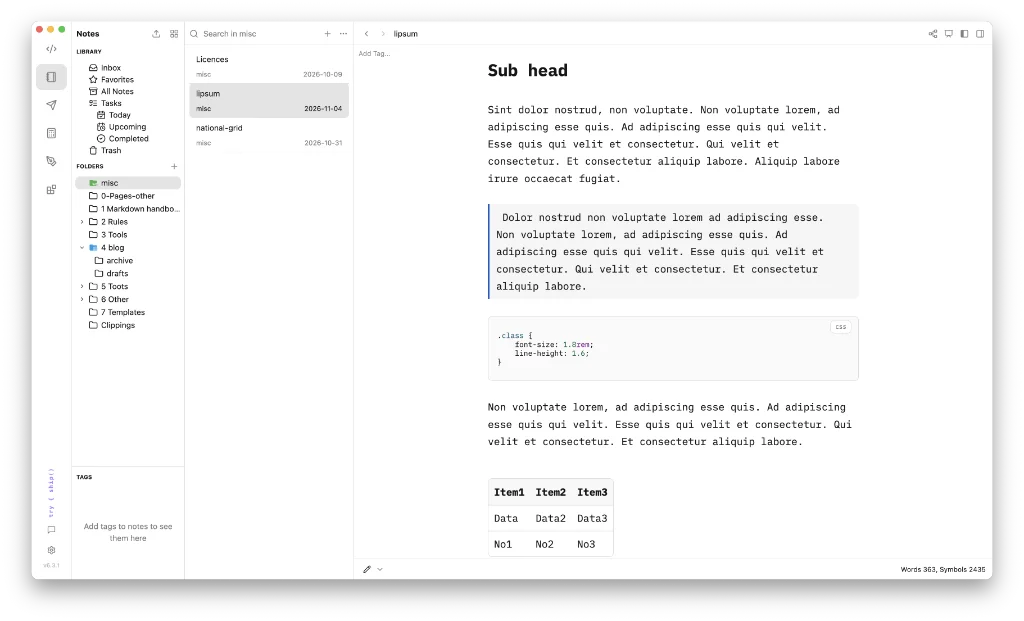 Notes
LIBRARY
Inbox
Favorites
All Notes
Tasks
Today
Upcoming
Completed
Trash
FOLDERS
misc
0-Pages-other
1 Markdown handbo...
2 Rules
3 Tools
4 blog
archive
drafts
5 Toots
6 Other
7 Templates
Clippings
TAGS
Add tags to notes to see
them here
try { ship()
v5.3.1
Search in misc
Licences
misc 2026-10-09
lipsum
misc 2026-11-04
national-grid
misc 2026-10-31
lipsum
Add Tag...
Sub head
Sint dolor nostrud, non voluptate. Non voluptate lorem, ad
adipiscing esse quis. Ad adipiscing esse quis qui velit.
Esse quis qui velit et consectetur. Qui velit et
consectetur. Et consectetur aliquip labore. Aliquip labore
irure occaecat fugiat.
Dolor nostrud non voluptate lorem ad adipiscing esse.
Non voluptate lorem, ad adipiscing esse quis. Ad
adipiscing esse quis qui velit. Esse quis qui velit et
consectetur. Qui velit et consectetur. Et consectetur
aliquip labore.
css
.class {
font-size: 1.8rem;
line-height: 1.6;
}
Non voluptate lorem, ad adipiscing esse quis. Ad adipiscing
esse quis qui velit. Esse quis qui velit et consectetur. Qui
velit et consectetur. Et consectetur aliquip labore.
Item1 Item2 Item3
Data Data2 Data3
No1 No2 No3
Words 363, Symbols 2435